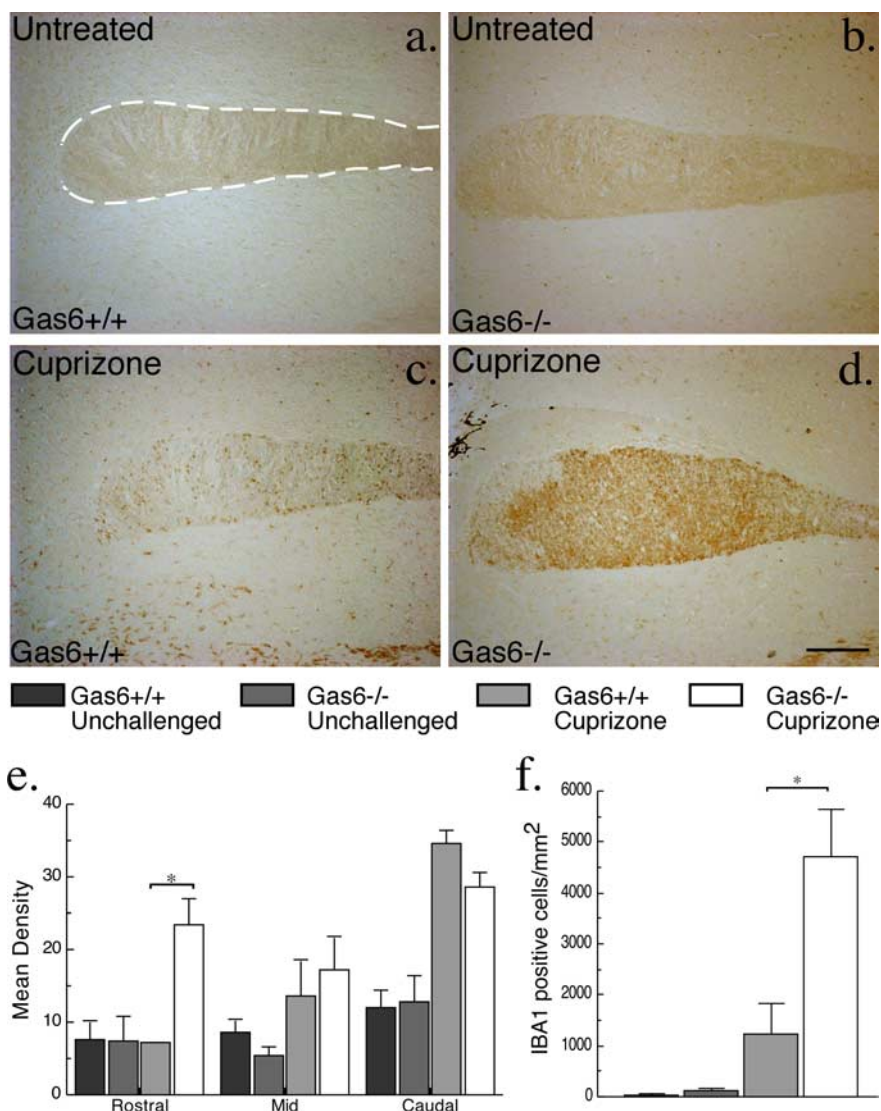 Untreated a.
Untreated b.
Gas6+/+
Gas6-/-
Cuprizone c.
Cuprizone d.
Gas6+/+
Gas6-/-
Gas6+/+
Unchallenged
Gas6-/-
Unchallenged
Gas6+/+
Cuprizone
Gas6-/-
Cuprizone
e.
Mean Density
40
30
20
10
0
*
Rostral Mid Caudal
f.
IBA1 positive cells/mm2
6000
5000
4000
3000
2000
1000
0
*